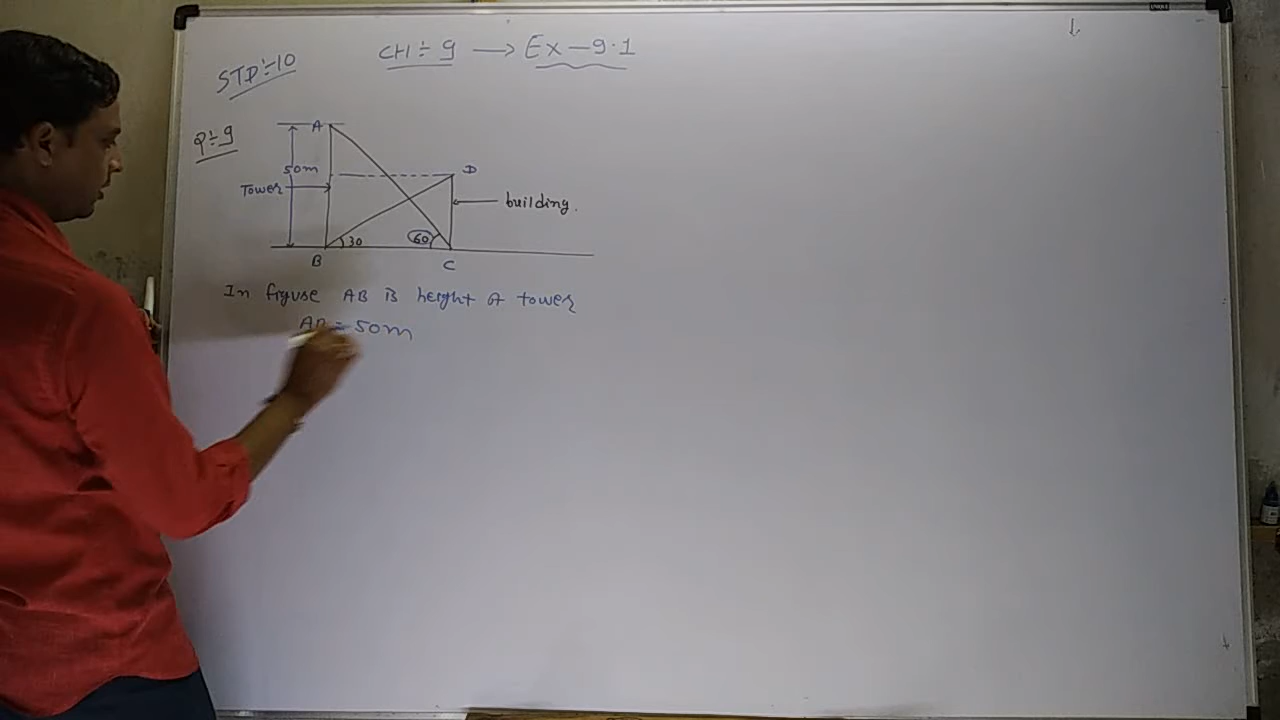 CH÷9 → Ex-9.1
STD÷10
Q÷9
A
50m
D
Tower
building.
30
60
B
C
In figure AB is height of tower
AB = 50m